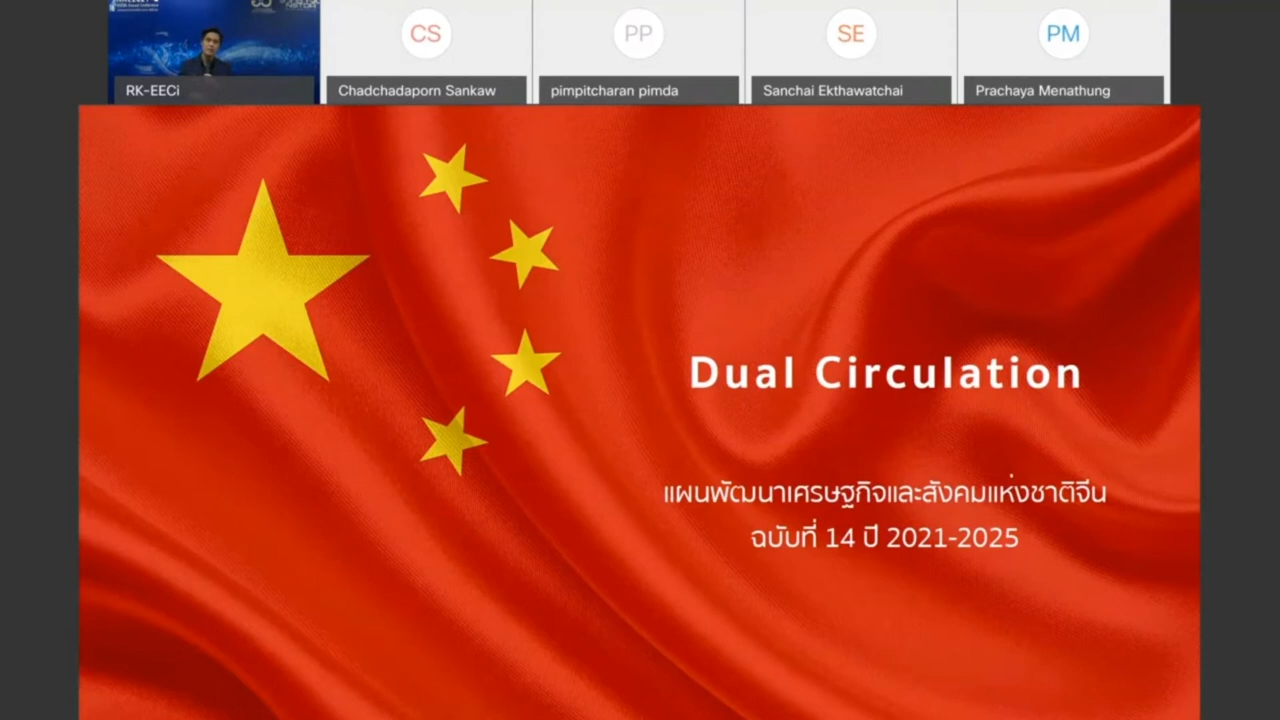 RK-EECi
CS
Chadchadaporn Sankaw
PP
pimpitcharan pimda
SE
Sanchai Ekthawatchai
PM
Prachaya Menathung
Dual Circulation
แผนพัฒนาเศรษฐกิจและสังคมแห่งชาติจีน
ฉบับที่ 14 ปี 2021-2025